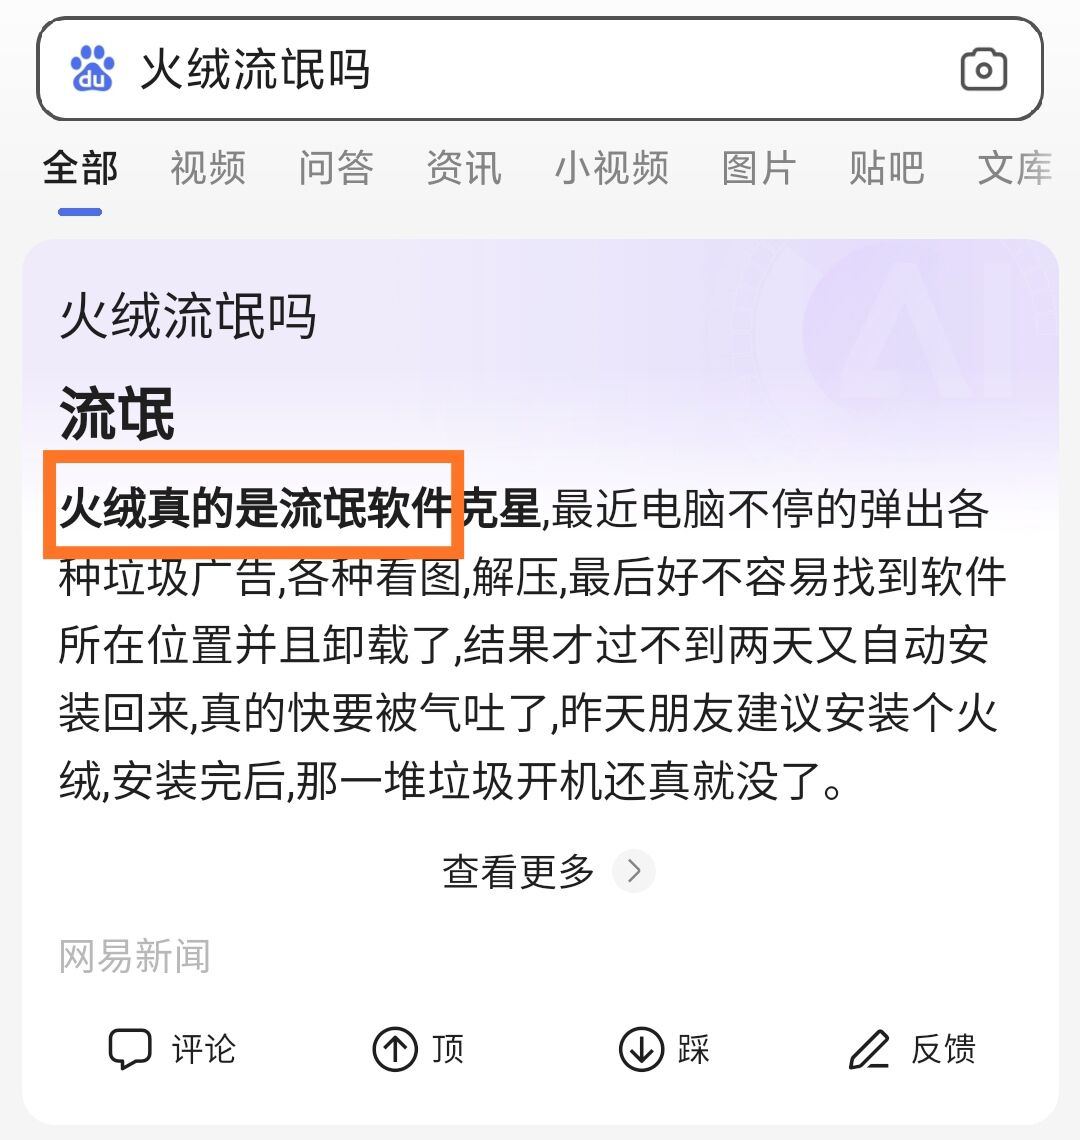 du 火绒流氓吗
全部 视频 问答 资讯 小视频 图片 贴吧 文库
AI
火绒流氓吗
流氓
火绒真的是流氓软件克星,最近电脑不停的弹出各
种垃圾广告,各种看图,解压,最后好不容易找到软件
所在位置并且卸载了,结果才过不到两天又自动安
装回来,真的快要被气吐了,昨天朋友建议安装个火
绒,安装完后,那一堆垃圾开机还真就没了。
查看更多
网易新闻
评论 顶 踩 反馈